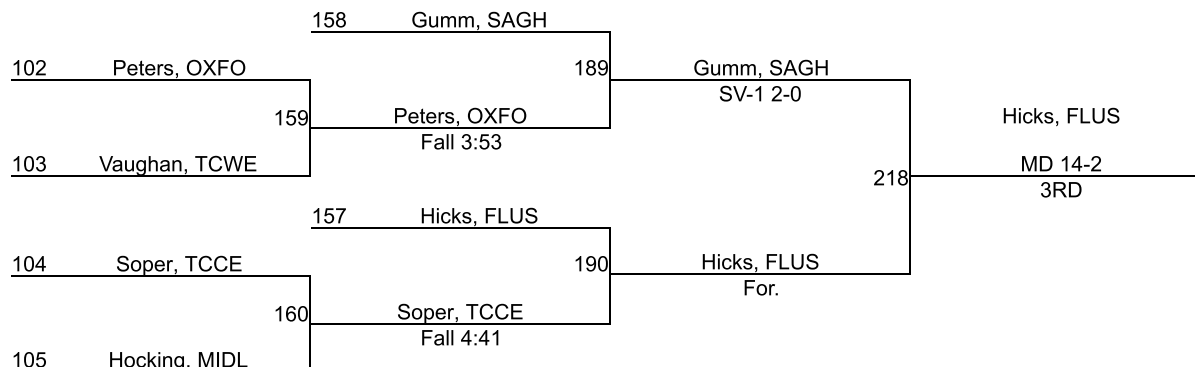 158 Gumm, SAGH
102 Peters, OXFO
189 Gumm, SAGH
SV-1 2-0
159 Peters, OXFO
Fall 3:53
Hicks, FLUS
103 Vaughan, TCWE
218 MD 14-2
3RD
157 Hicks, FLUS
104 Soper, TCCE
190 Hicks, FLUS
For.
160 Soper, TCCE
Fall 4:41
105 Hocking, MIDL